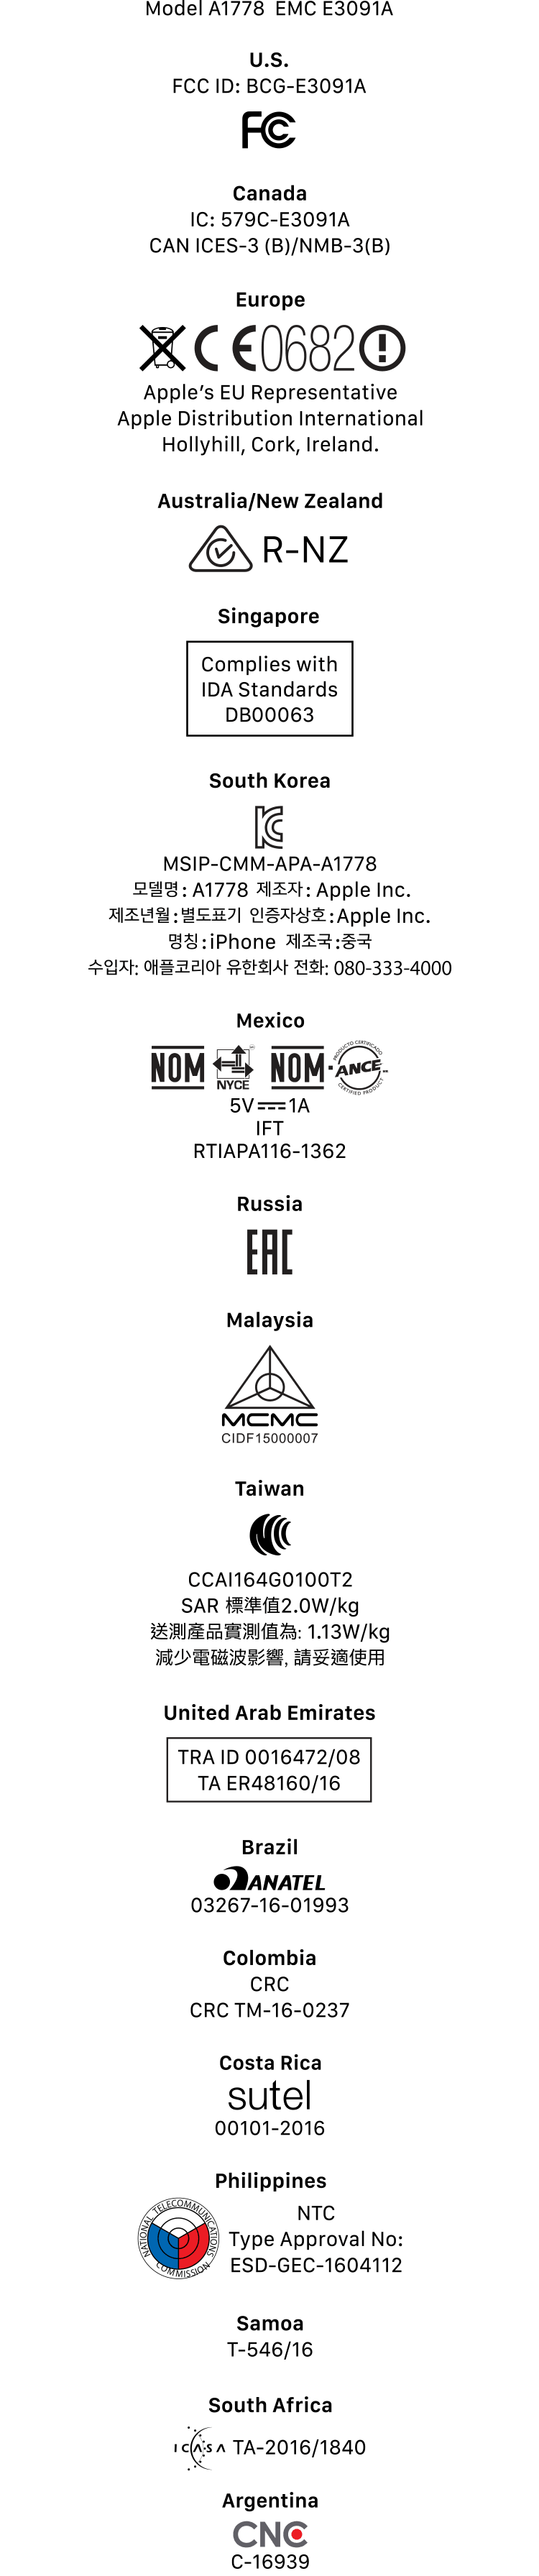 Model A1778 EMC E3091A
U.S.
FCC ID: BCG-E3091A
FC
Canada
IC: 579C-E3091A
CAN ICES-3 (B)/NMB-3(B)
Europe
CE0682
Apple’s EU Representative
Apple Distribution International
Hollyhill, Cork, Ireland.
Australia/New Zealand
R-NZ
Singapore
Complies with
IDA Standards
DB00063
South Korea
MSIP-CMM-APA-A1778
모델명: A1778 제조자: Apple Inc.
제조년월:별도표기 인증자상호:Apple Inc.
명칭:iPhone 제조국:중국
수입자: 애플코리아 유한회사 전화: 080-333-4000
Mexico
NOM NYCE NOM-ANCE
PRODUCTO CERTIFICADO
CERTIFIED PRODUCT
5V 1A
IFT
RTIAPA116-1362
Russia
EAC
Malaysia
MCMC
CIDF15000007
Taiwan
CCAI164G0100T2
SAR 標準值2.0W/kg
送測產品實測值為: 1.13W/kg
減少電磁波影響, 請妥適使用
United Arab Emirates
TRA ID 0016472/08
TA ER48160/16
Brazil
ANATEL
03267-16-01993
Colombia
CRC
CRC TM-16-0237
Costa Rica
sutel
00101-2016
Philippines
NATIONAL TELECOMMUNICATIONS COMMISSION
NTC
Type Approval No:
ESD-GEC-1604112
Samoa
T-546/16
South Africa
ICASA TA-2016/1840
Argentina
CNC
C-16939